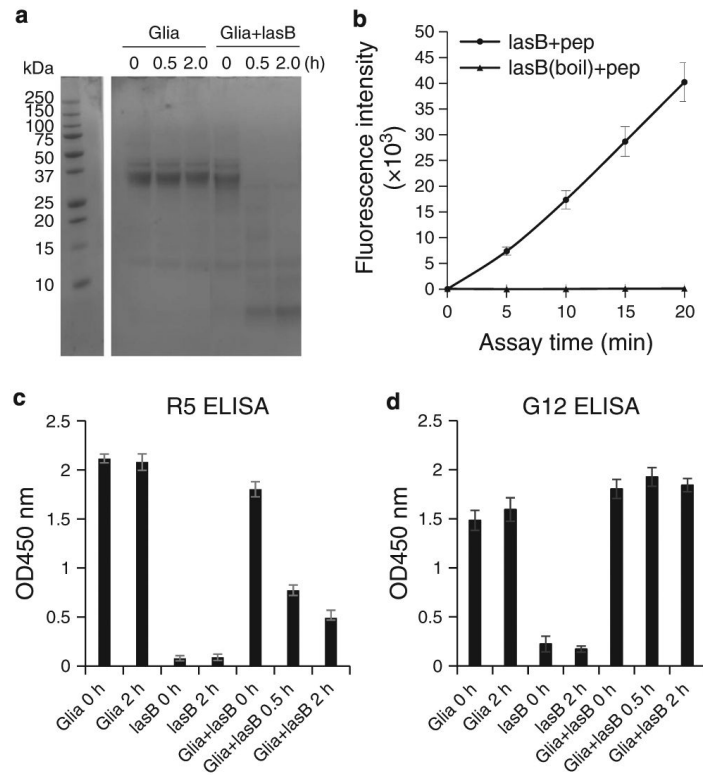 a
Glia Glia+lasB
0 0.5 2.0 0 0.5 2.0 (h)
kDa
250
150
100
75
50
37
25
20
15
10
b
50
45
40
35
30
25
20
15
10
5
0
Fluorescence intensity
(×10³)
lasB+pep
lasB(boil)+pep
0 5 10 15 20
Assay time (min)
c
R5 ELISA
2.5
2
1.5
1
0.5
0
OD450 nm
Glia 0 h
Glia 2 h
lasB 0 h
lasB 2 h
Glia+lasB 0 h
Glia+lasB 0.5 h
Glia+lasB 2 h
d
G12 ELISA
2.5
2
1.5
1
0.5
0
OD450 nm
Glia 0 h
Glia 2 h
lasB 0 h
lasB 2 h
Glia+lasB 0 h
Glia+lasB 0.5 h
Glia+lasB 2 h